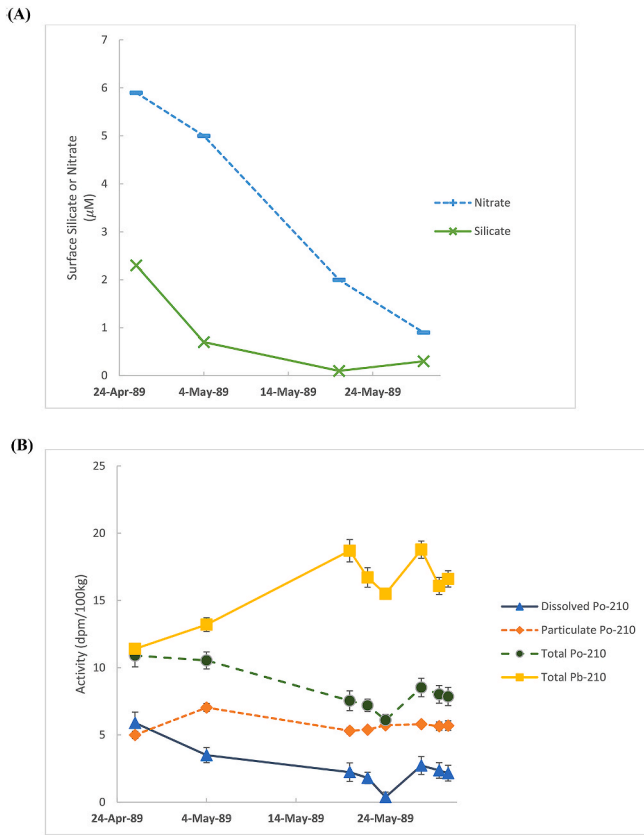 (A)
7
6
5
4
3
2
1
0
Surface Silicate or Nitrate
(μM)
24-Apr-89
4-May-89
14-May-89
24-May-89
Nitrate
Silicate
(B)
25
20
15
10
5
0
Activity (dpm/100kg)
24-Apr-89
4-May-89
14-May-89
24-May-89
Dissolved Po-210
Particulate Po-210
Total Po-210
Total Pb-210